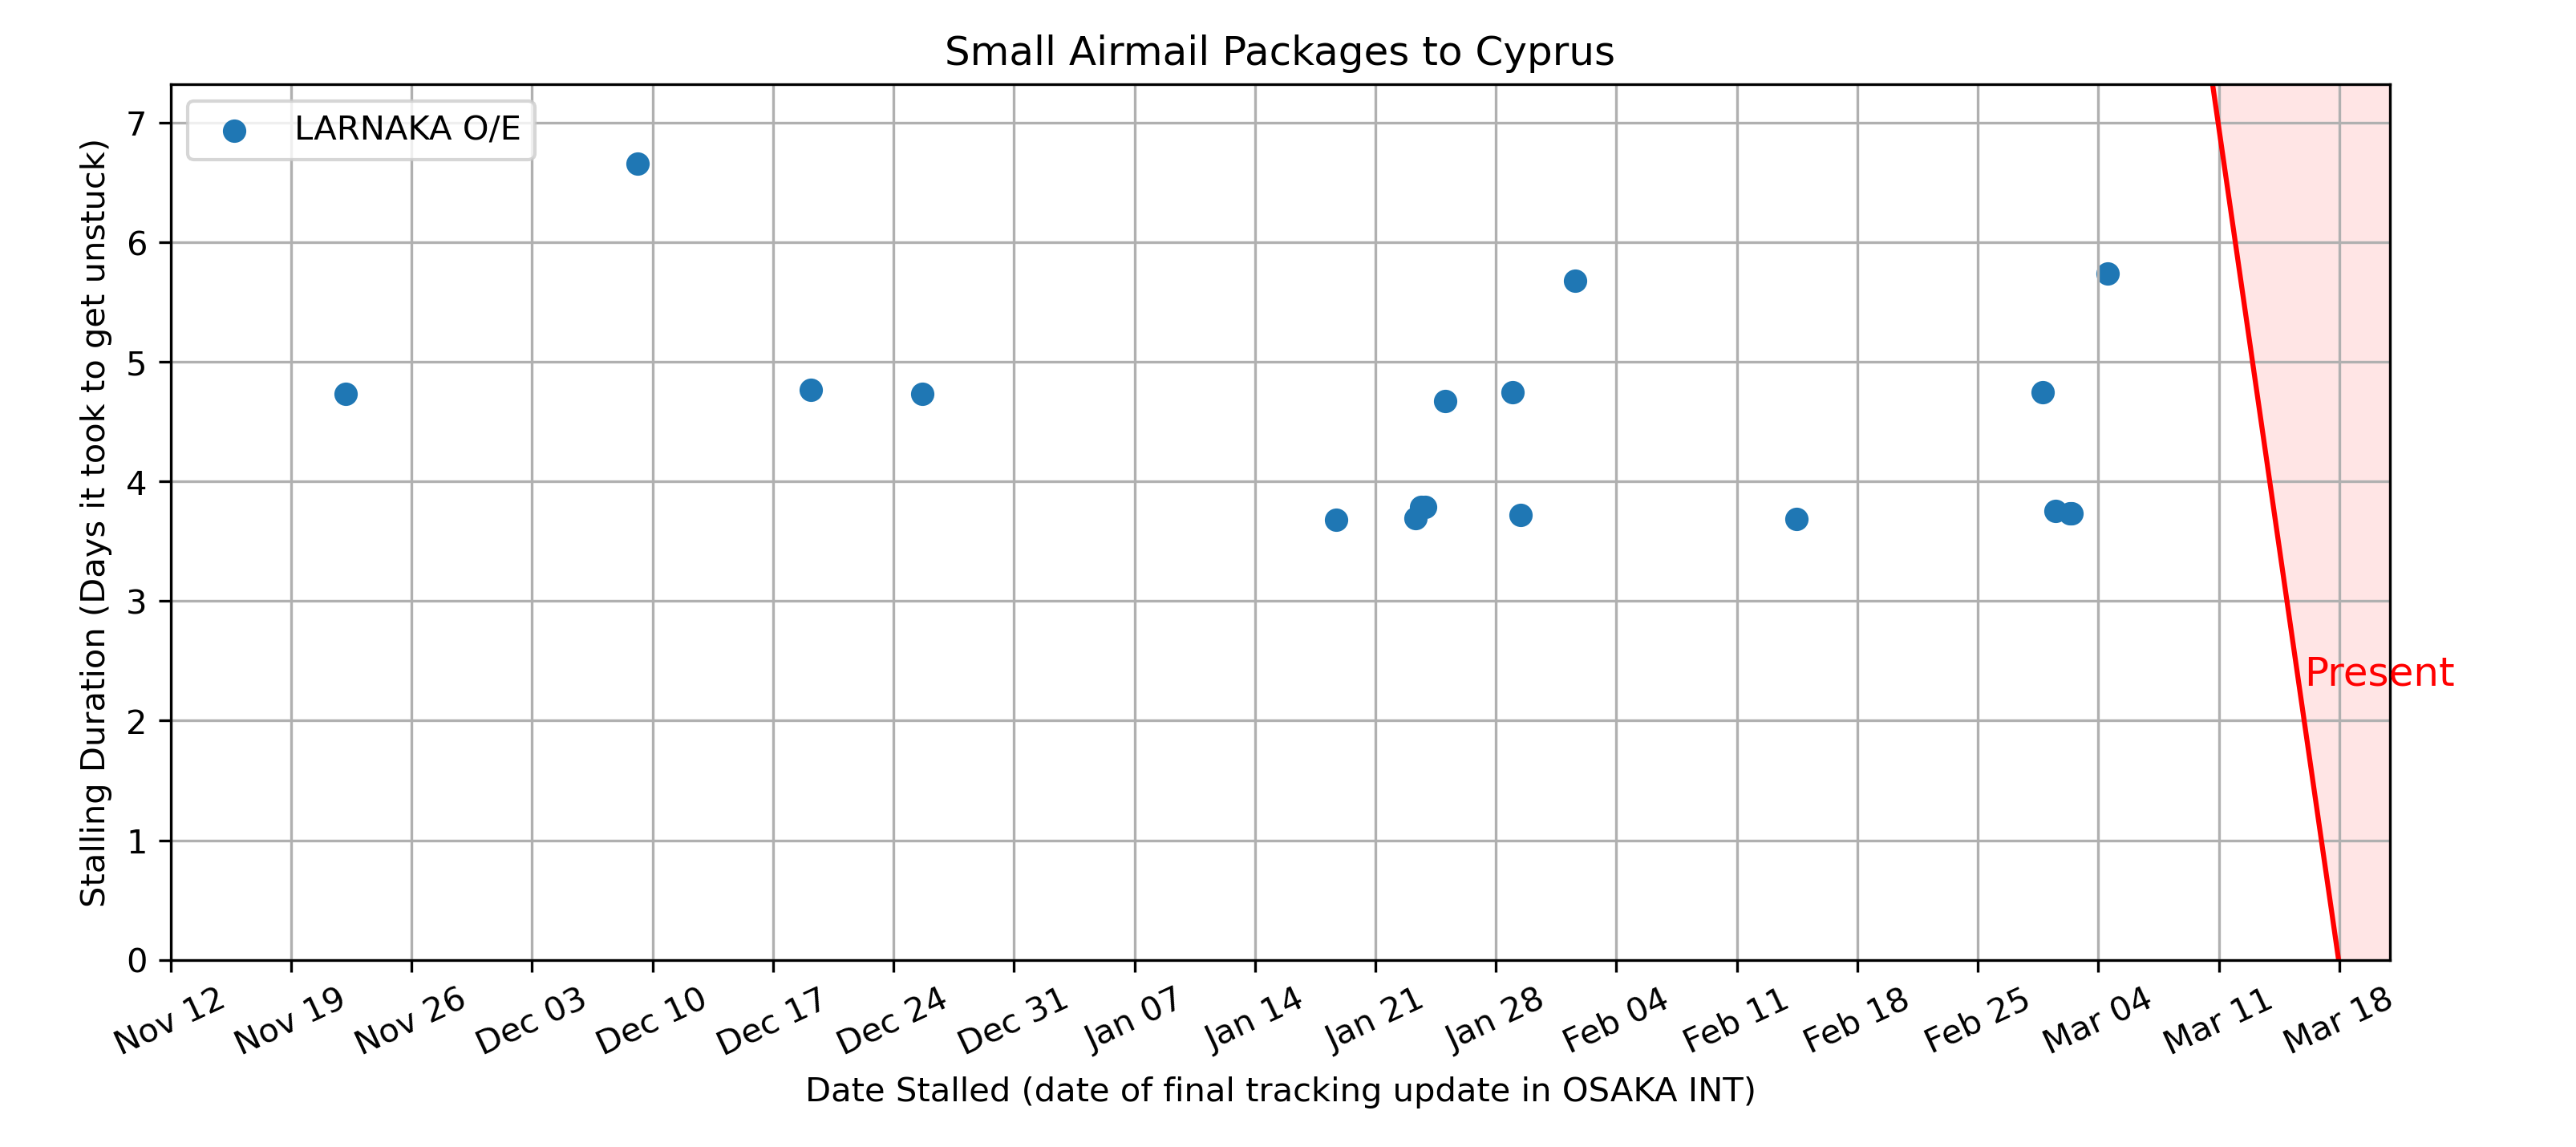 Small Airmail Packages to Cyprus
LARNAKA O/E
Stalling Duration (Days it took to get unstuck)
7
6
5
4
3
2
1
0
Present
Nov 12 Nov 19 Nov 26 Dec 03 Dec 10 Dec 17 Dec 24 Dec 31 Jan 07 Jan 14 Jan 21 Jan 28 Feb 04 Feb 11 Feb 18 Feb 25 Mar 04 Mar 11 Mar 18
Date Stalled (date of final tracking update in OSAKA INT)